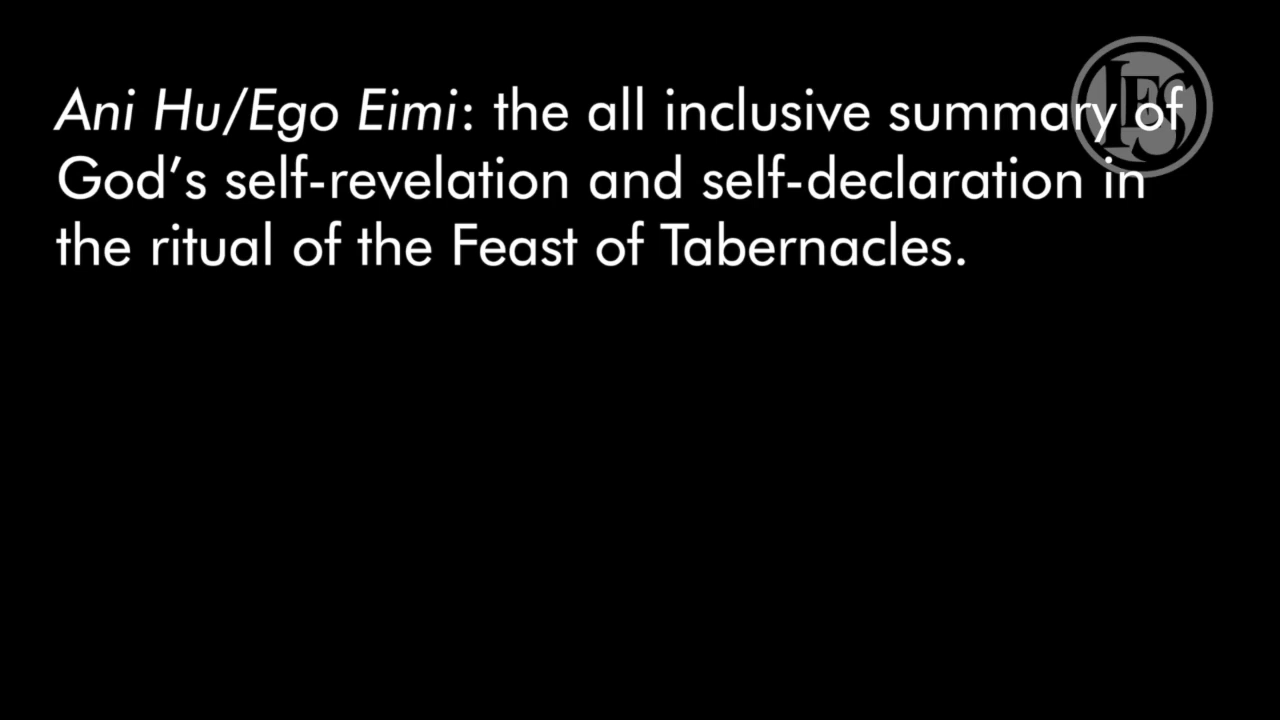 Ani Hu/Ego Eimi: the all inclusive summary of
God’s self-revelation and self-declaration in
the ritual of the Feast of Tabernacles.
LES